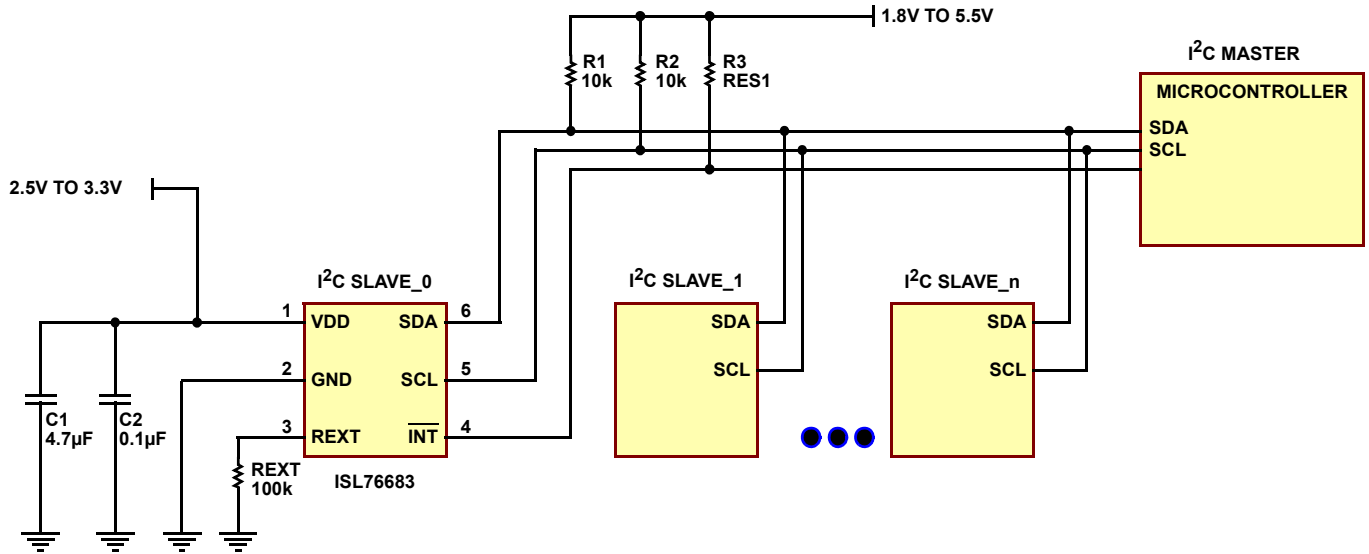 1.8V TO 5.5V
R1
10k
R2
10k
R3
RES1
I²C MASTER
MICROCONTROLLER
SDA
SCL
2.5V TO 3.3V
I²C SLAVE_0
1
VDD
SDA
6
2
GND
SCL
5
3
REXT
I̅N̅T̅
4
C1
4.7µF
C2
0.1µF
REXT
100k
ISL76683
I²C SLAVE_1
SDA
SCL
I²C SLAVE_n
SDA
SCL